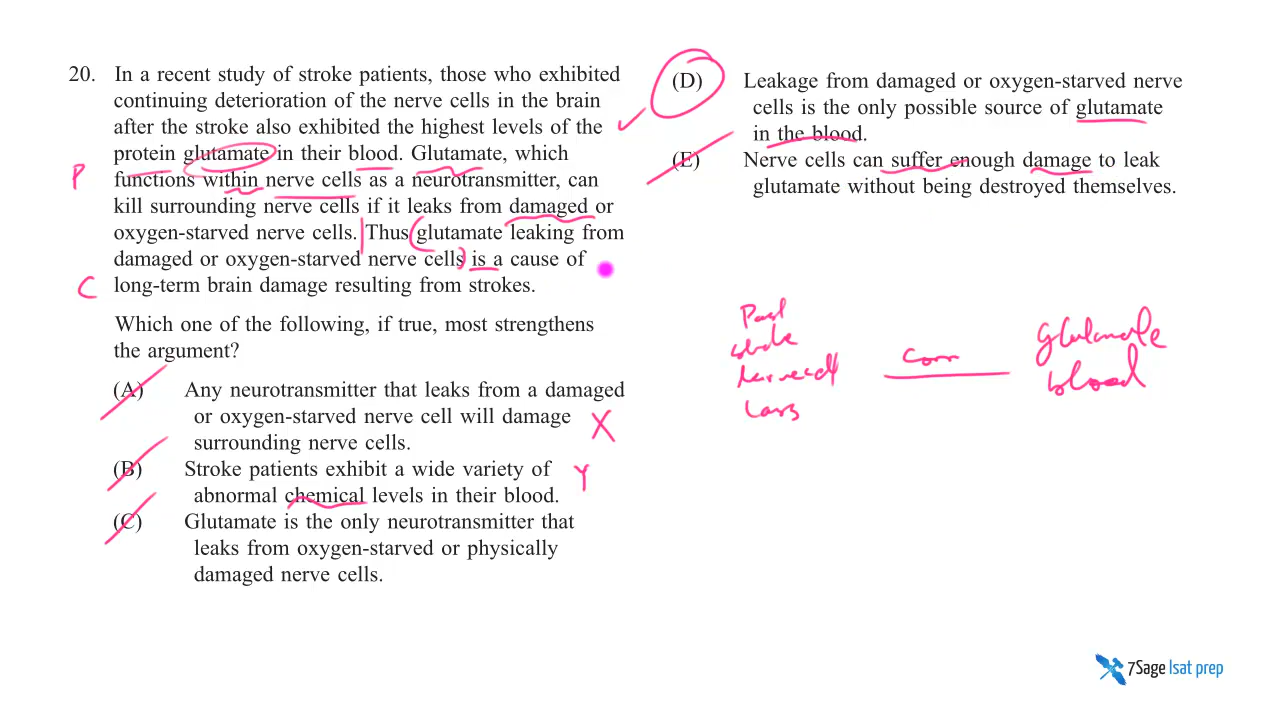 20. In a recent study of stroke patients, those who exhibited
continuing deterioration of the nerve cells in the brain
after the stroke also exhibited the highest levels of the
protein glutamate in their blood. Glutamate, which
P functions within nerve cells as a neurotransmitter, can
kill surrounding nerve cells if it leaks from damaged or
oxygen-starved nerve cells. Thus glutamate leaking from
damaged or oxygen-starved nerve cells is a cause of
C long-term brain damage resulting from strokes.
Which one of the following, if true, most strengthens
the argument?
(A) Any neurotransmitter that leaks from a damaged
or oxygen-starved nerve cell will damage X
surrounding nerve cells.
(B) Stroke patients exhibit a wide variety of
abnormal chemical levels in their blood. Y
(C) Glutamate is the only neurotransmitter that
leaks from oxygen-starved or physically
damaged nerve cells.
(D) Leakage from damaged or oxygen-starved nerve
cells is the only possible source of glutamate
in the blood.
(E) Nerve cells can suffer enough damage to leak
glutamate without being destroyed themselves.
corr
Glutamate
blood
7Sage lsat prep